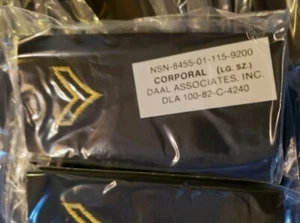 NSN-8455-01-115-9200
CORPORAL (LG. SZ.)
DAAL ASSOCIATES, INC.
DLA 100-82-C-4240